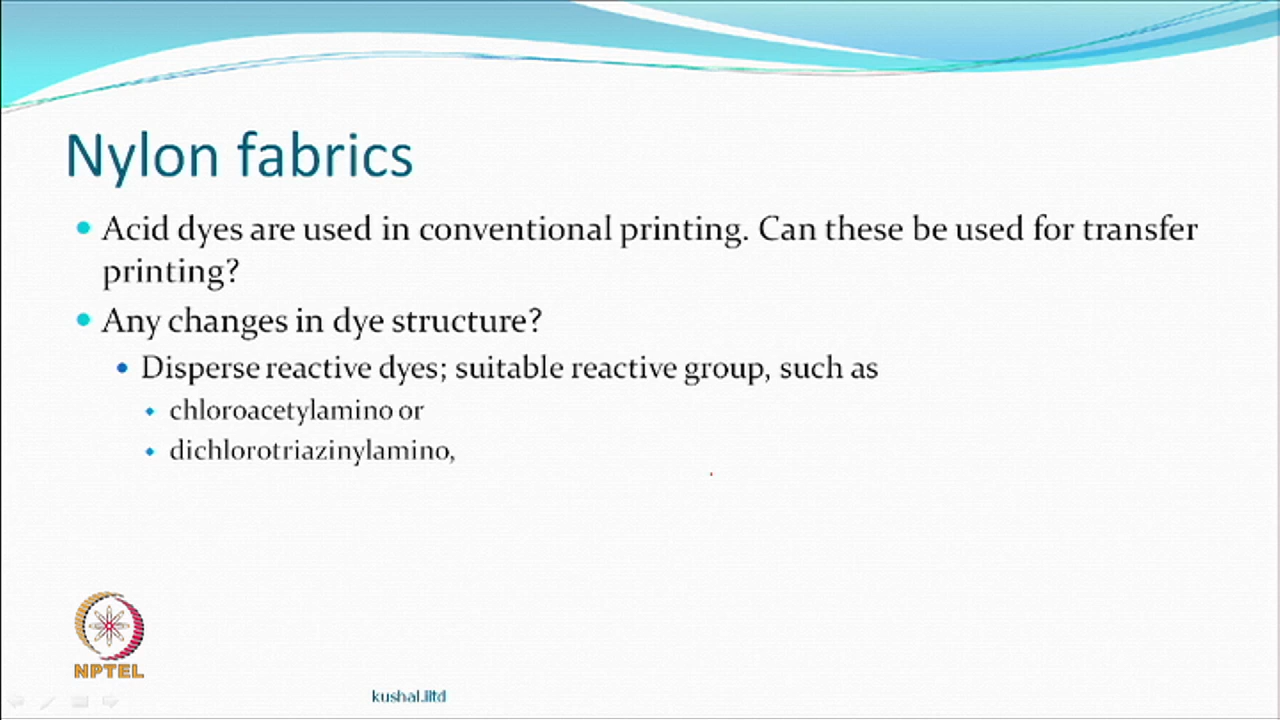 Nylon fabrics
Acid dyes are used in conventional printing. Can these be used for transfer
printing?
Any changes in dye structure?
Disperse reactive dyes; suitable reactive group, such as
chloroacetylamino or
dichlorotriazinylamino,
NPTEL
kushal.iitd